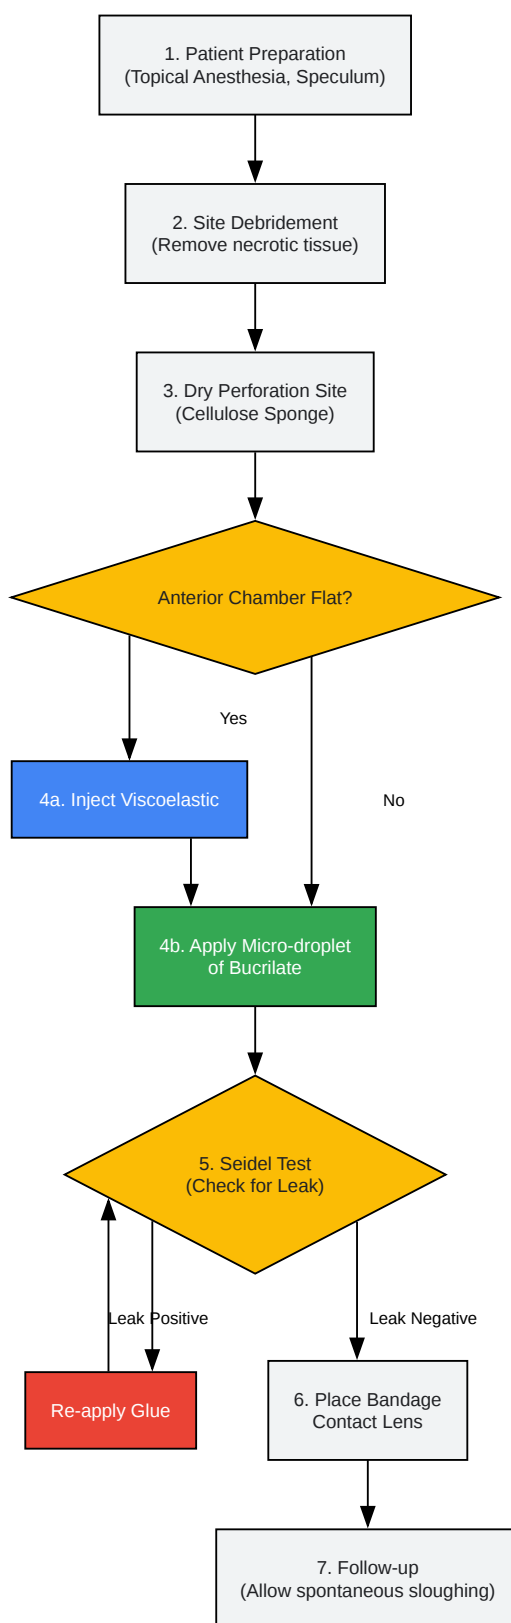 1. Patient Preparation
(Topical Anesthesia, Speculum)
2. Site Debridement
(Remove necrotic tissue)
3. Dry Perforation Site
(Cellulose Sponge)
Anterior Chamber Flat?
Yes
4a. Inject Viscoelastic
No
4b. Apply Micro-droplet
of Bucrilate
5. Seidel Test
(Check for Leak)
Leak Positive
Leak Negative
Re-apply Glue
6. Place Bandage
Contact Lens
7. Follow-up
(Allow spontaneous sloughing)